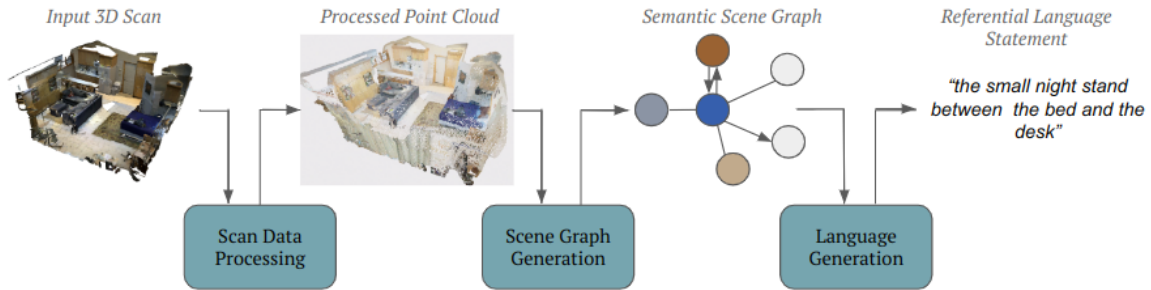 Input 3D Scan
Processed Point Cloud
Semantic Scene Graph
Referential Language
Statement
“the small night stand
between the bed and the
desk”
Scan Data
Processing
Scene Graph
Generation
Language
Generation